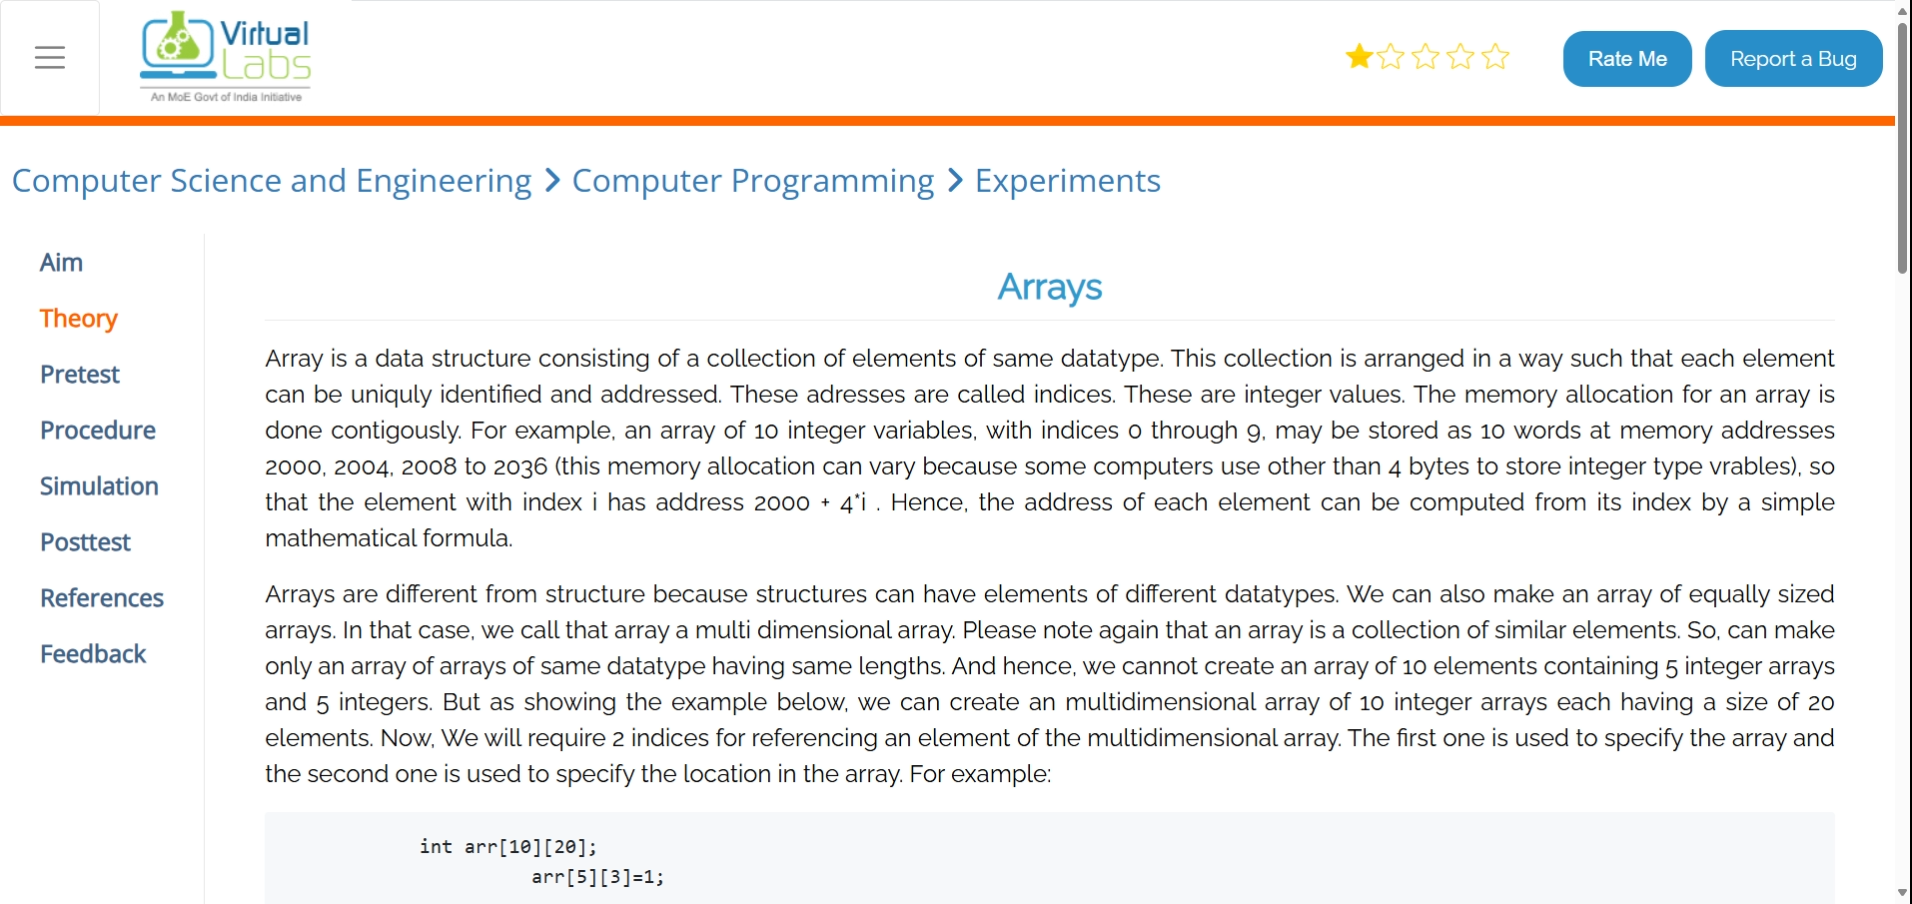 Virtual
Labs
An MoE Govt of India Initiative
Rate Me
Report a Bug
Computer Science and Engineering > Computer Programming > Experiments
Aim
Theory
Pretest
Procedure
Simulation
Posttest
References
Feedback
Arrays
Array is a data structure consisting of a collection of elements of same datatype. This collection is arranged in a way such that each element
can be uniquly identified and addressed. These adresses are called indices. These are integer values. The memory allocation for an array is
done contigously. For example, an array of 10 integer variables, with indices 0 through 9, may be stored as 10 words at memory addresses
2000, 2004, 2008 to 2036 (this memory allocation can vary because some computers use other than 4 bytes to store integer type vrables), so
that the element with index i has address 2000 + 4*i . Hence, the address of each element can be computed from its index by a simple
mathematical formula.
Arrays are different from structure because structures can have elements of different datatypes. We can also make an array of equally sized
arrays. In that case, we call that array a multi dimensional array. Please note again that an array is a collection of similar elements. So, can make
only an array of arrays of same datatype having same lengths. And hence, we cannot create an array of 10 elements containing 5 integer arrays
and 5 integers. But as showing the example below, we can create an multidimensional array of 10 integer arrays each having a size of 20
elements. Now, We will require 2 indices for referencing an element of the multidimensional array. The first one is used to specify the array and
the second one is used to specify the location in the array. For example:
int arr[10][20];
arr[5][3]=1;